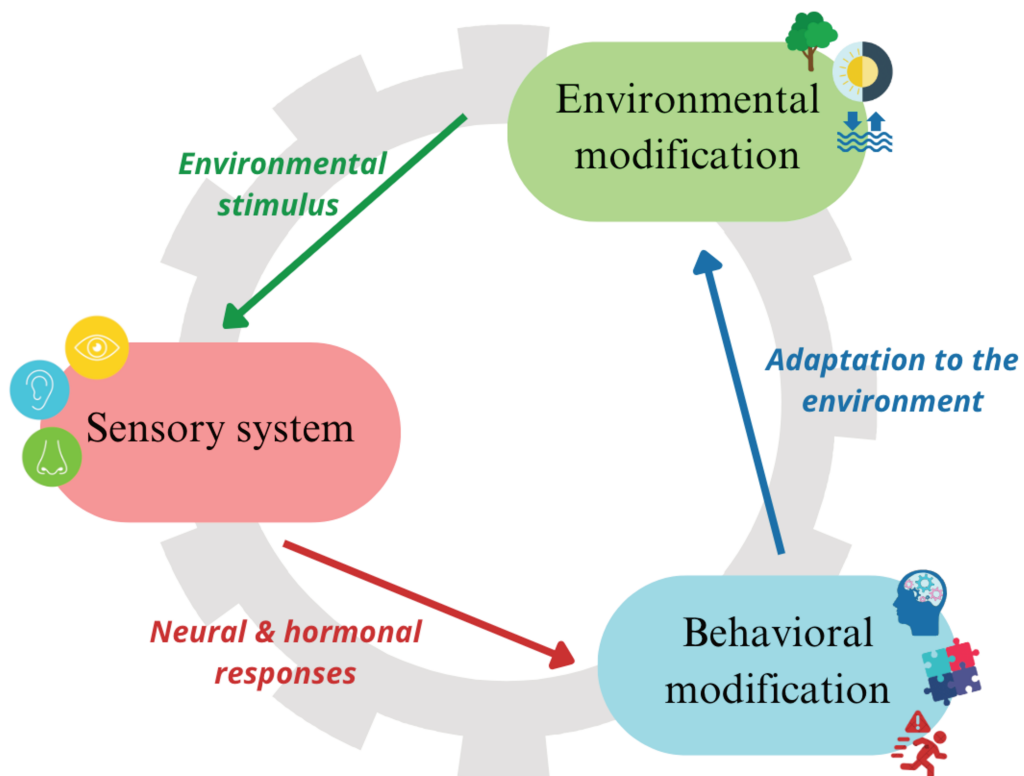 Environmental
modification
Environmental
stimulus
Adaptation to the
environment
Sensory system
Neural & hormonal
responses
Behavioral
modification